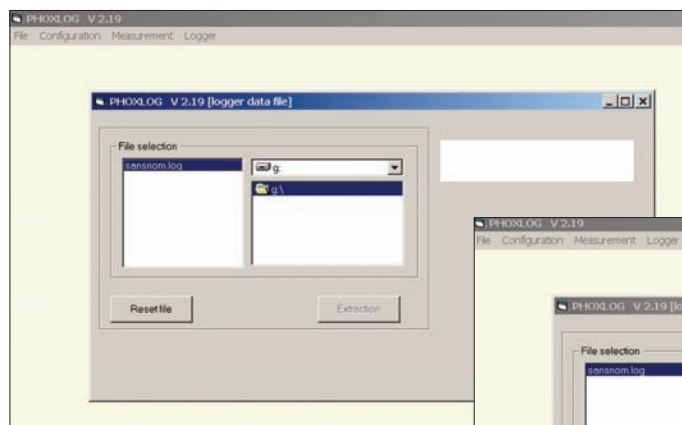 PHOXLOG V 2.19
File Configuration Measurement Logger
PHOXLOG V 2.19 [logger data file]
File selection
sansnom.log
g:
g:\
Reset file
Extraction
PHOXLOG V 2.19
File Configuration Measurement Logger
PHOXLOG V 2.19 [lo
File selection
sansnom.log